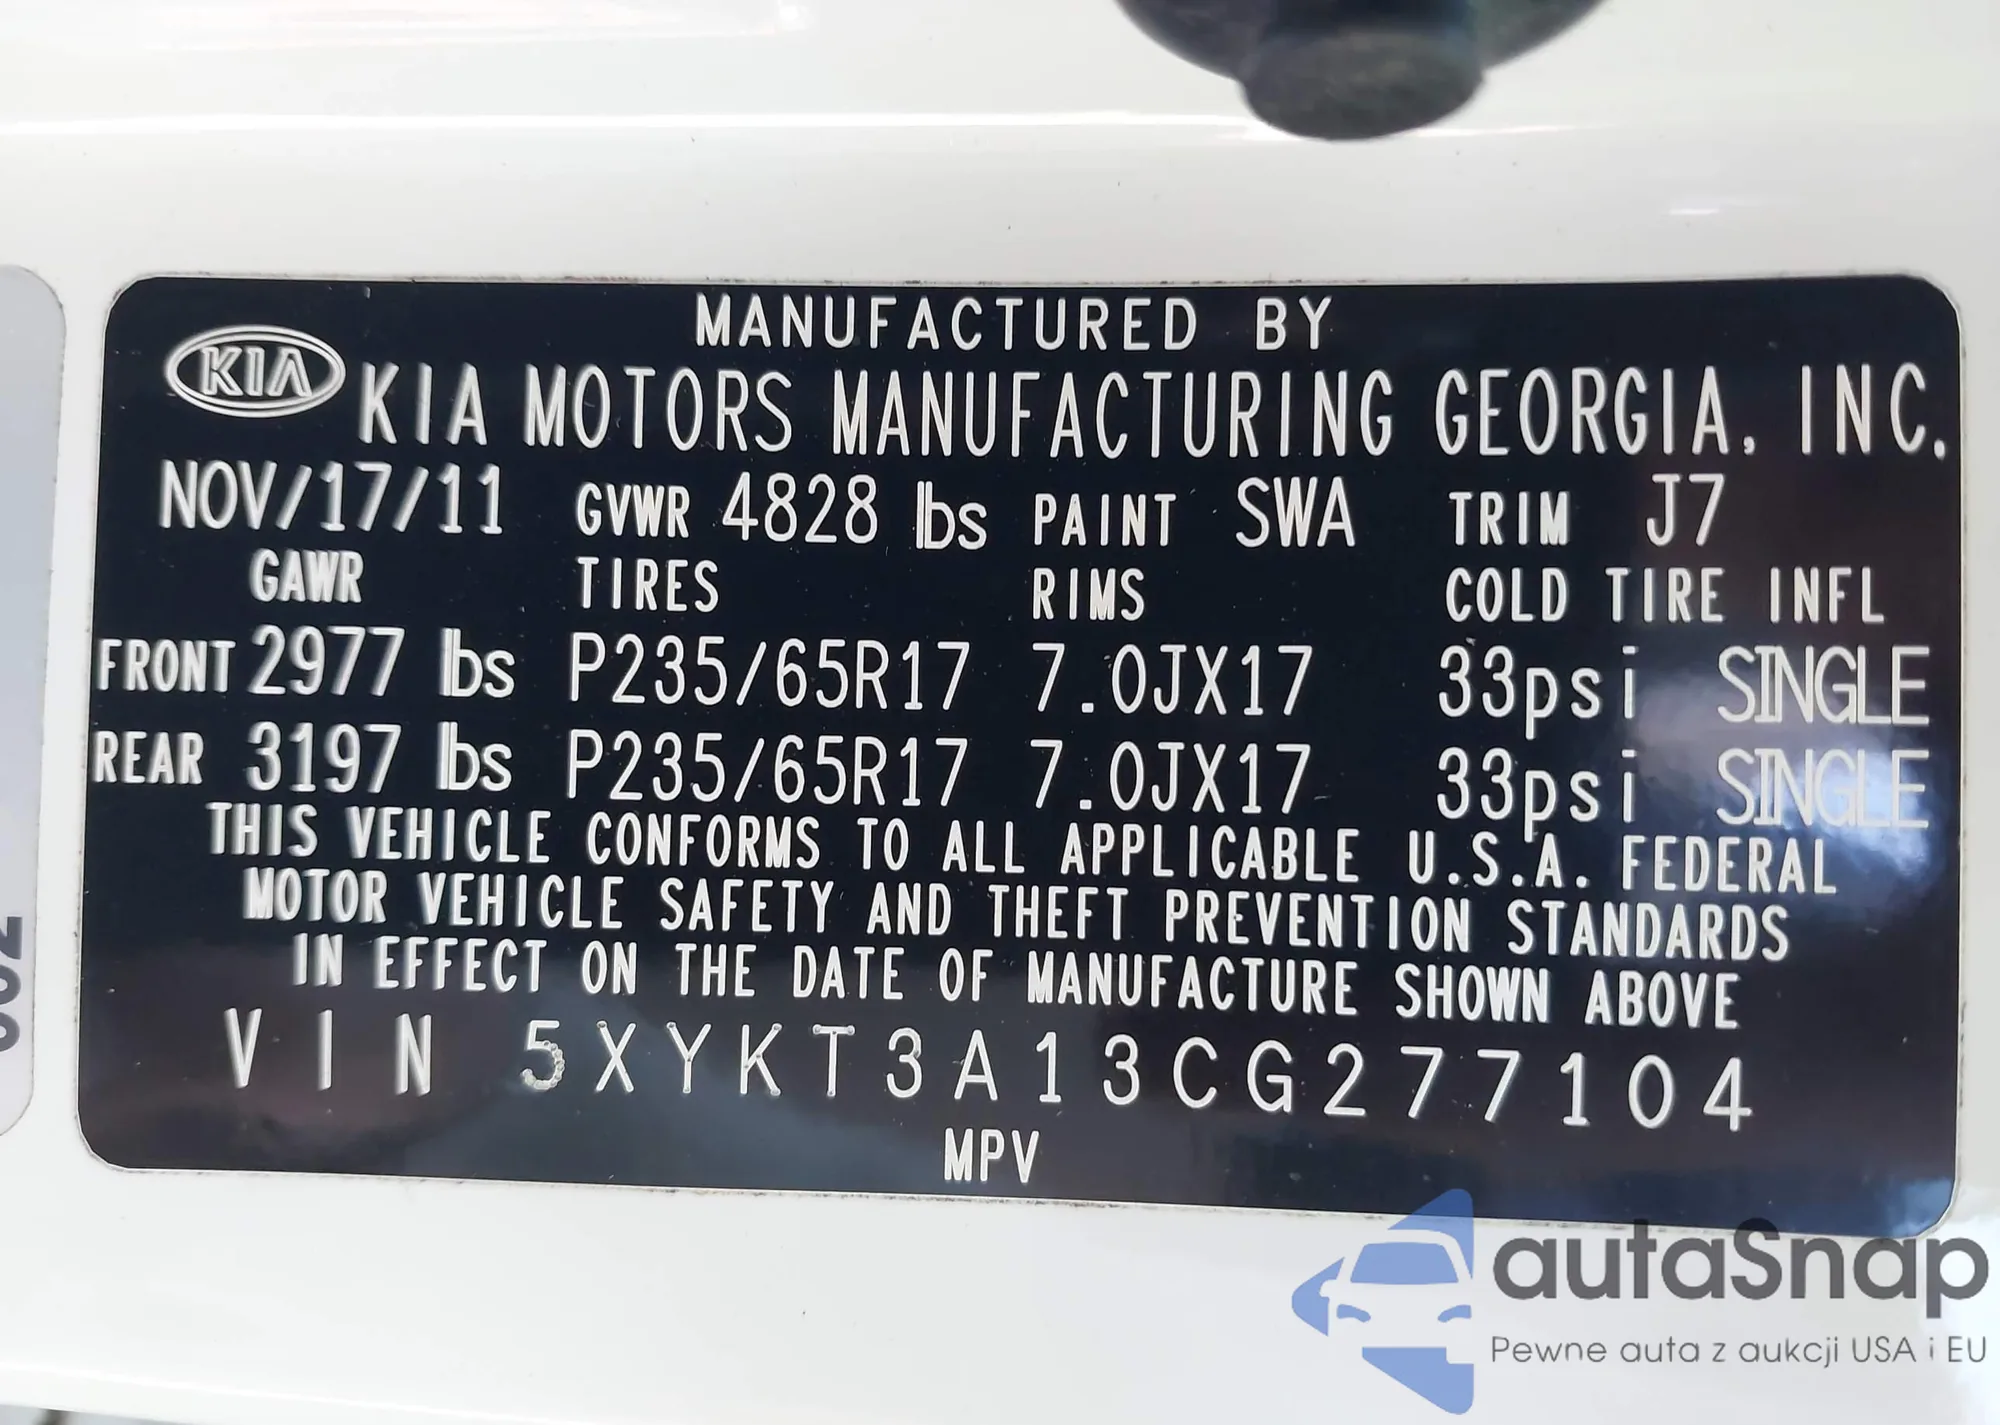 MANUFACTURED BY
KIA KIA MOTORS MANUFACTURING GEORGIA, INC.
NOV/17/11 GVWR 4828 lbs PAINT SWA TRIM J7
GAWR TIRES RIMS COLD TIRE INFL
FRONT 2977 lbs P235/65R17 7.0JX17 33psi SINGLE
REAR 3197 lbs P235/65R17 7.0JX17 33psi SINGLE
THIS VEHICLE CONFORMS TO ALL APPLICABLE U.S.A. FEDERAL
MOTOR VEHICLE SAFETY AND THEFT PREVENTION STANDARDS
IN EFFECT ON THE DATE OF MANUFACTURE SHOWN ABOVE
VIN 5XYKT3A13CG277104
MPV
autaSnap
Pewne auta z aukcji USA i EU